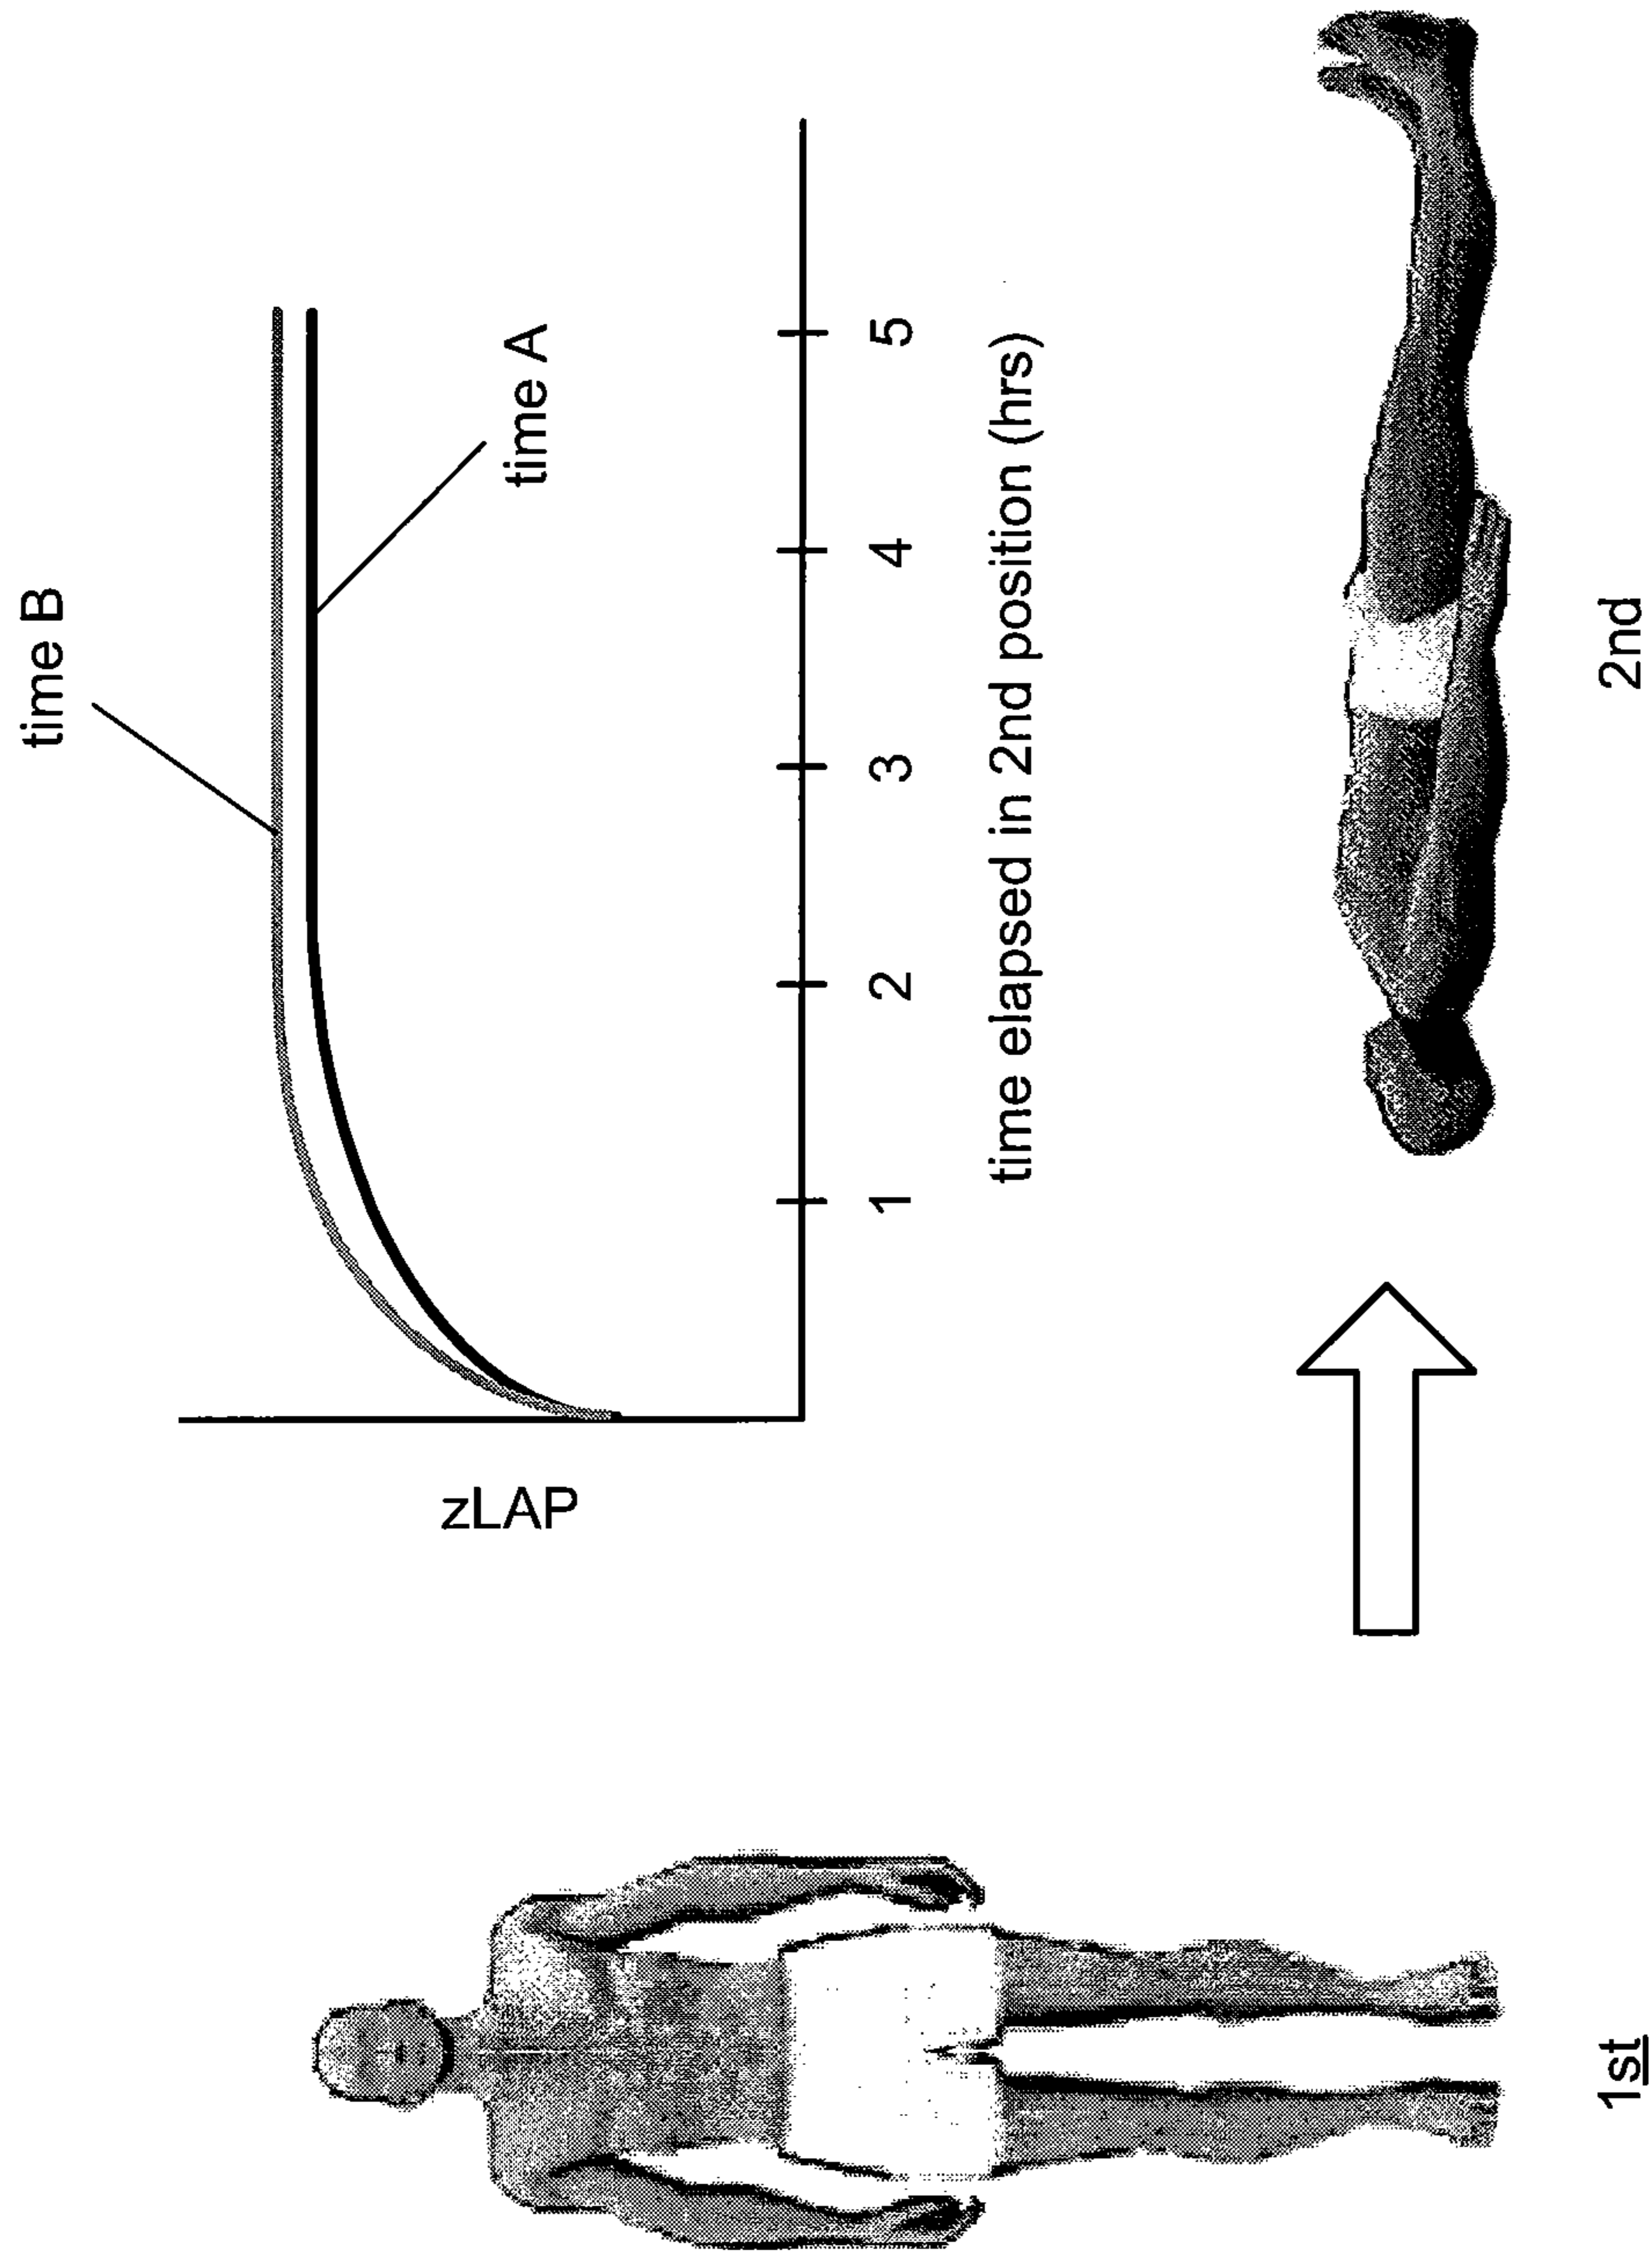 time B
time A
zLAP
1 2 3 4 5
time elapsed in 2nd position (hrs)
1st 2nd